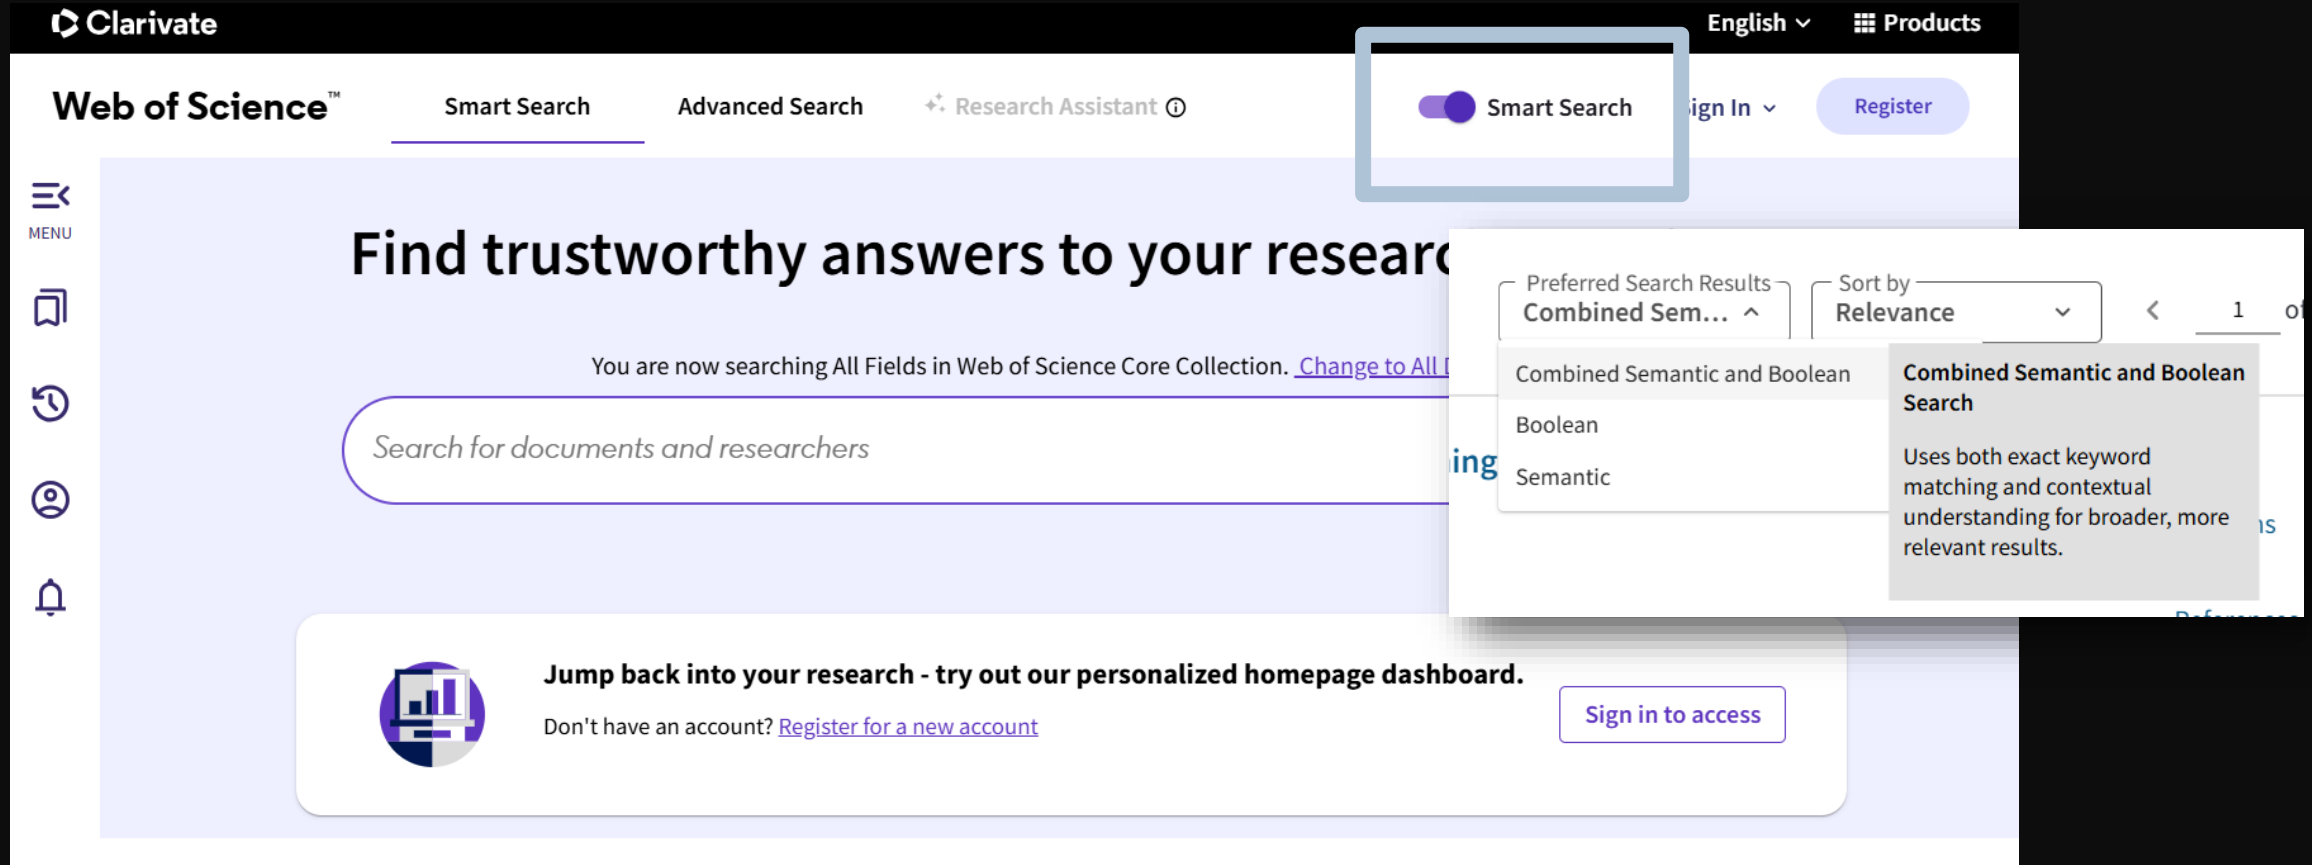 Clarivate
English
Products
Web of Science™
Smart Search
Advanced Search
Research Assistant
Smart Search
Sign In
Register
MENU
Find trustworthy answers to your
You are now searching All Fields in Web of Science Core Collection. Change to All
Search for documents and researchers
Preferred Search Results
Combined Sem...
Sort by
Relevance
1
Combined Semantic and Boolean
Boolean
Semantic
Combined Semantic and Boolean
Search
Uses both exact keyword
matching and contextual
understanding for broader, more
relevant results.
Jump back into your research - try out our personalized homepage dashboard.
Don't have an account? Register for a new account
Sign in to access